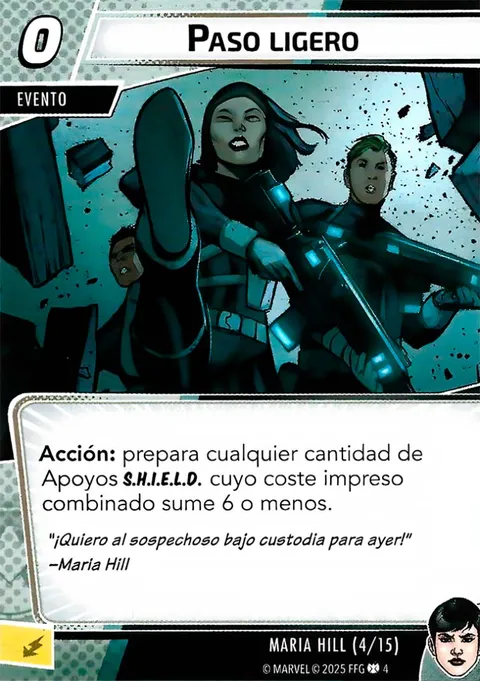 0
PASO LIGERO
EVENTO
Acción: prepara cualquier cantidad de
Apoyos S.H.I.E.L.D. cuyo coste impreso
combinado sume 6 o menos.
"¡Quiero al sospechoso bajo custodia para ayer!"
–Maria Hill
MARIA HILL (4/15)
© MARVEL © 2025 FFG 4